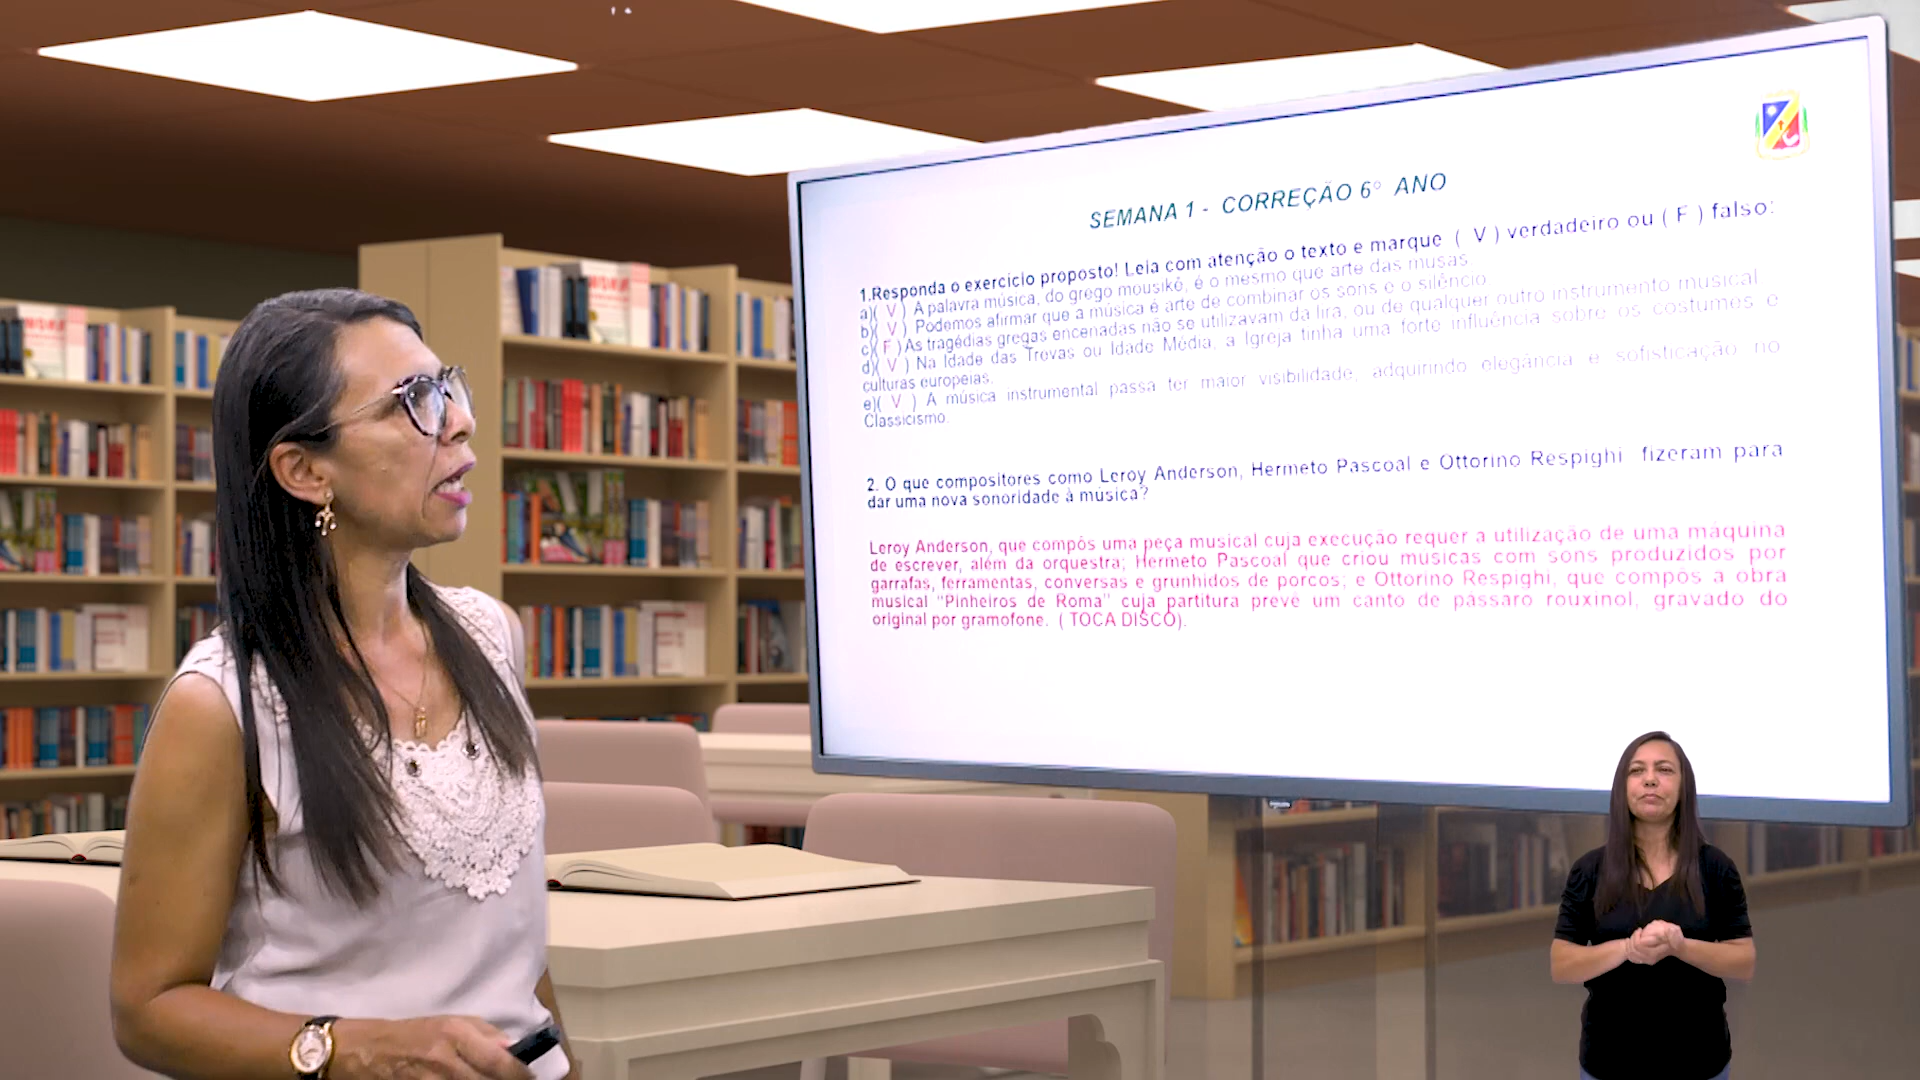 SEMANA 1 - CORREÇÃO 6° ANO
1.Responda o exercício proposto! Leia com atenção o texto e marque ( V ) verdadeiro ou ( F ) falso:
a)( V ) A palavra música, do grego mousikê, é o mesmo que arte das musas.
b)( V ) Podemos afirmar que a música é arte de combinar os sons e o silêncio
c)( F ) As tragédias gregas encenadas não se utilizavam da lira, ou de qualquer outro instrumento musical
d)( V ) Na Idade das Trevas ou Idade Média, a Igreja tinha uma forte influência sobre os costumes e
culturas europeias.
e)( V ) A música instrumental passa ter maior visibilidade, adquirindo elegância e sofisticação no
Classicismo.
2. O que compositores como Leroy Anderson, Hermeto Pascoal e Ottorino Respighi fizeram para
dar uma nova sonoridade à música?
Leroy Anderson, que compôs uma peça musical cuja execução requer a utilização de uma máquina
de escrever, além da orquestra; Hermeto Pascoal que criou musicas com sons produzidos por
garrafas, ferramentas, conversas e grunhidos de porcos; e Ottorino Respighi, que compôs a obra
musical "Pinheiros de Roma" cuja partitura prevê um canto de pássaro rouxinol, gravado do
original por gramofone. ( TOCA DISCO).